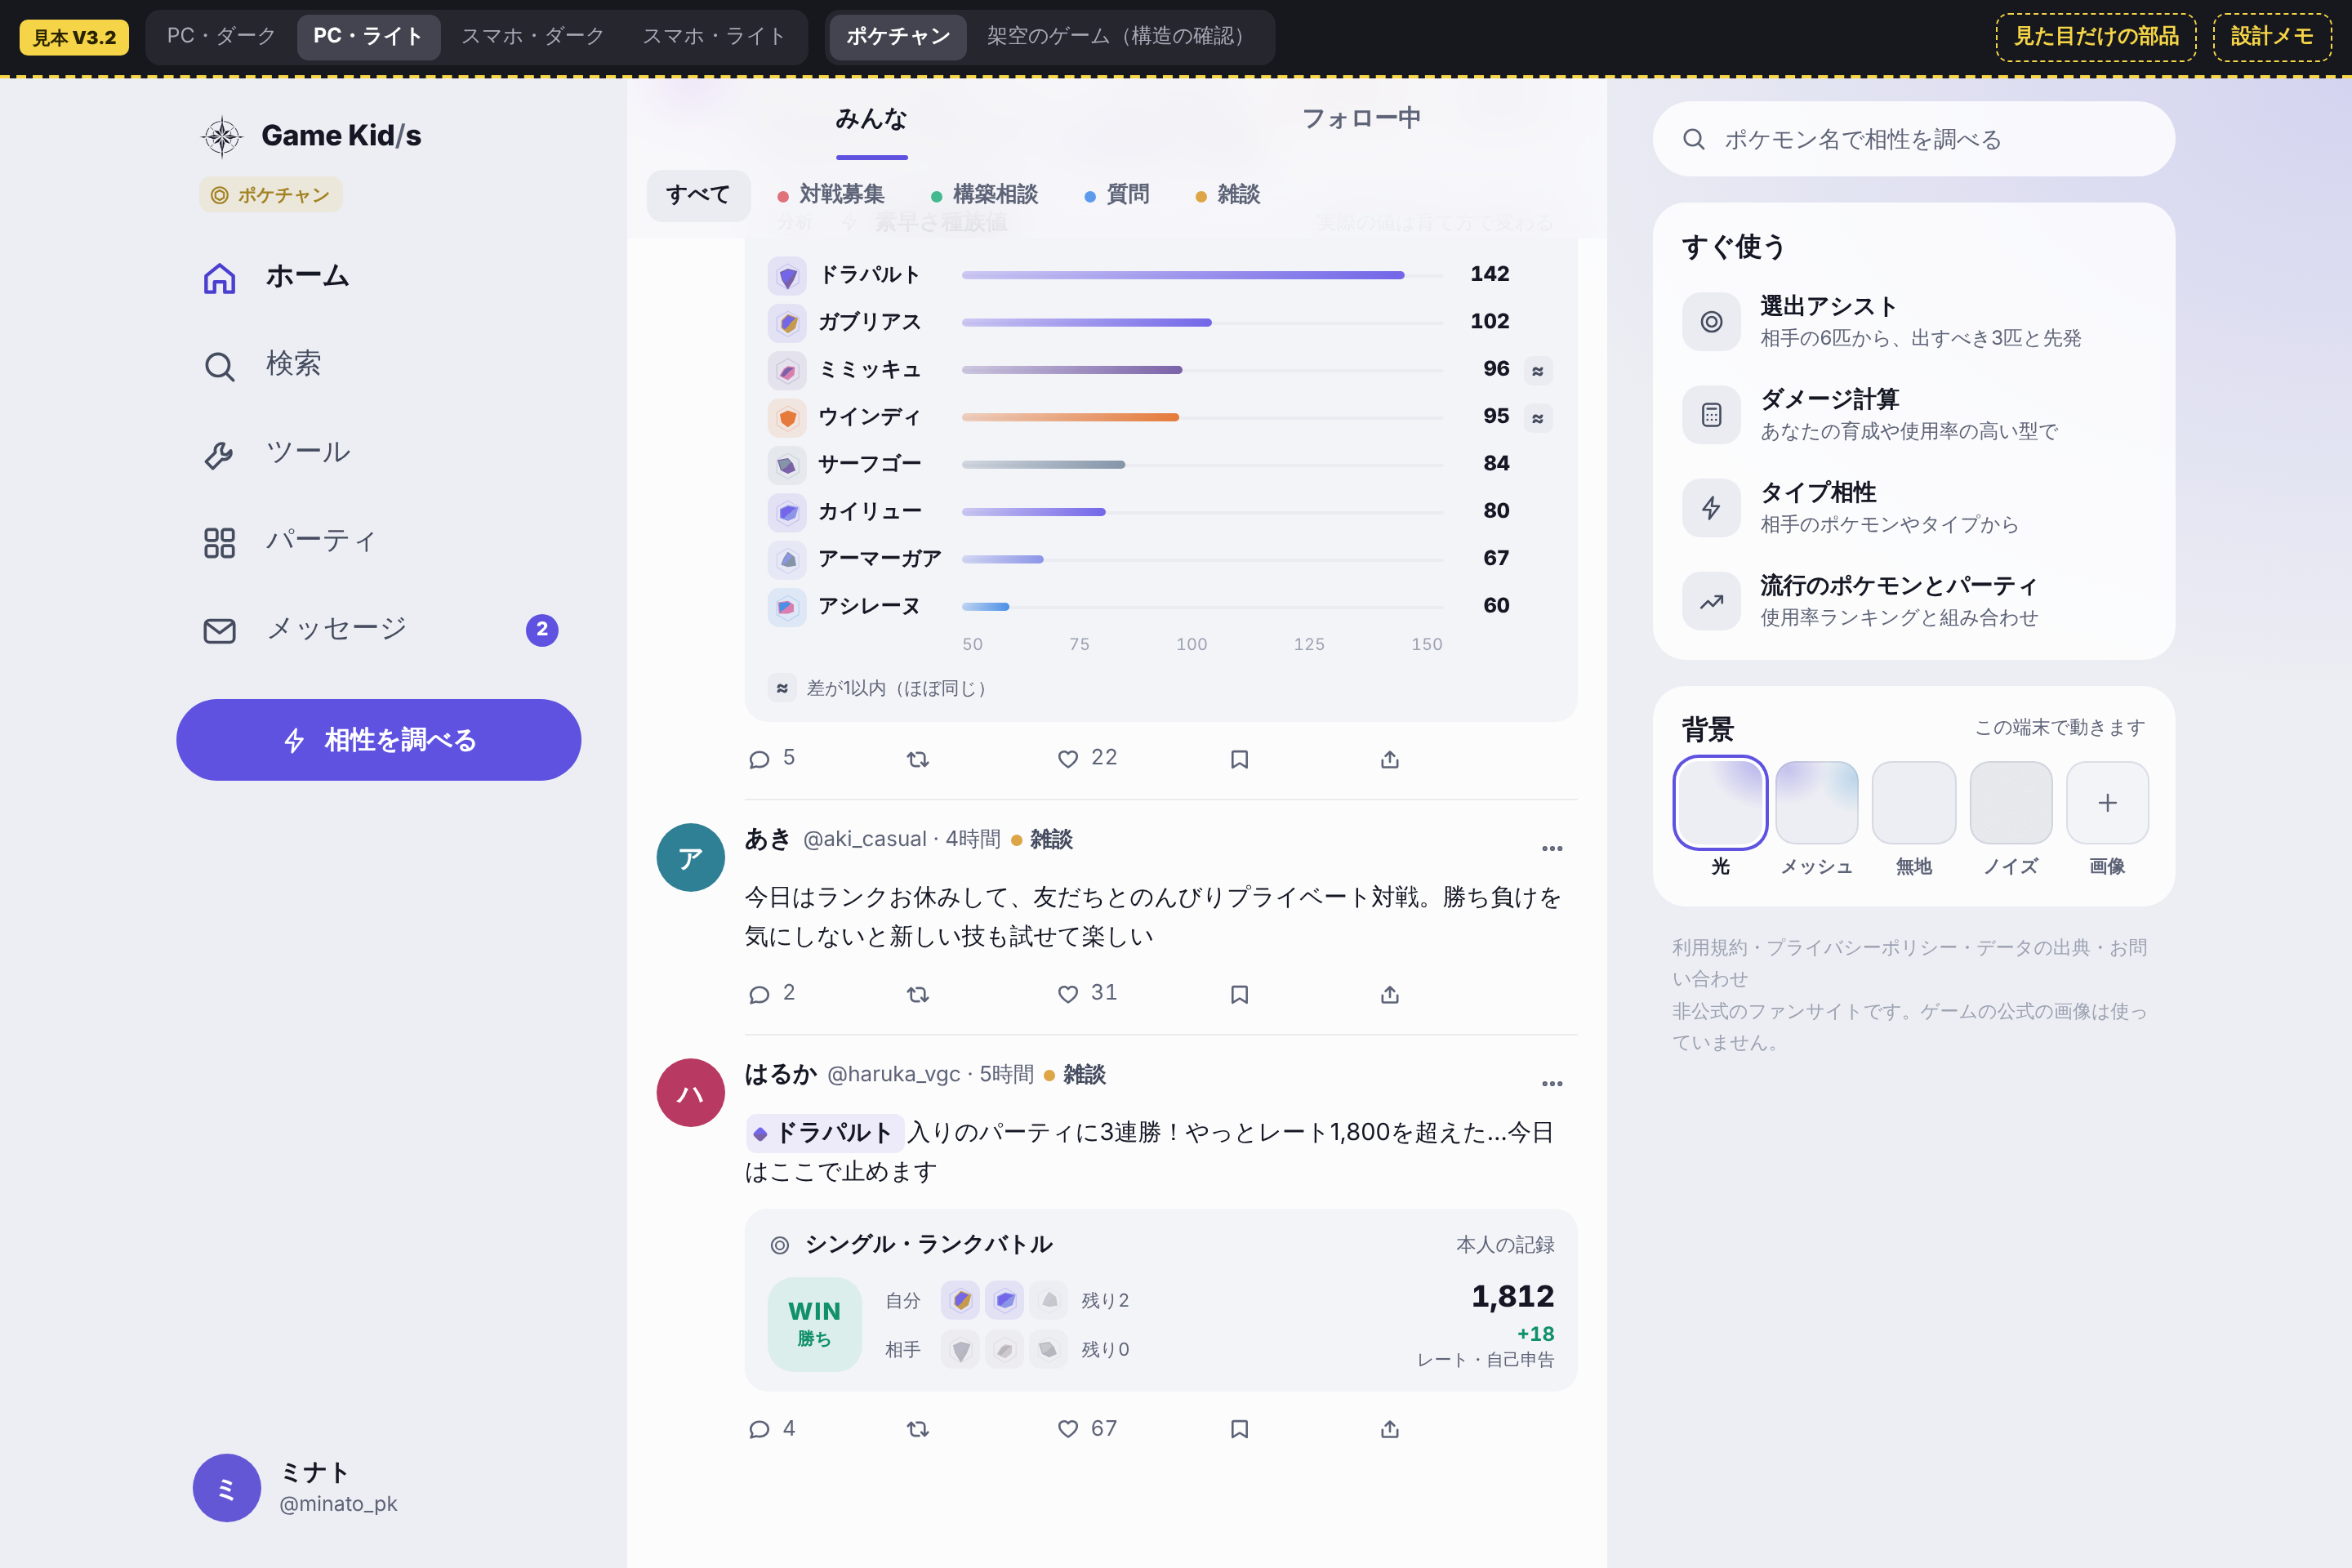 見本 V3.2
PC・ダーク
PC・ライト
スマホ・ダーク
スマホ・ライト
ポケチャン
架空のゲーム（構造の確認）
見た目だけの部品
設計メモ
Game Kid/s
ポケチャン
ホーム
検索
ツール
パーティ
メッセージ
2
相性を調べる
ミ
ミナト
@minato_pk
みんな
フォロー中
すべて
対戦募集
構築相談
質問
雑談
分析
素早さ種族値
実際の値は育て方で変わる
ドラパルト
142
ガブリアス
102
ミミッキュ
96
≈
ウインディ
95
≈
サーフゴー
84
カイリュー
80
アーマーガア
67
アシレーヌ
60
50
75
100
125
150
≈ 差が1以内（ほぼ同じ）
5
22
ア
あき @aki_casual · 4時間 雑談
今日はランクお休みして、友だちとのんびりプライベート対戦。勝ち負けを
気にしないと新しい技も試せて楽しい
2
31
ハ
はるか @haruka_vgc · 5時間 雑談
ドラパルト 入りのパーティに3連勝！やっとレート1,800を超えた…今日
はここで止めます
シングル・ランクバトル
本人の記録
WIN
勝ち
自分
残り2
相手
残り0
1,812
+18
レート・自己申告
4
67
ポケモン名で相性を調べる
すぐ使う
選出アシスト
相手の6匹から、出すべき3匹と先発
ダメージ計算
あなたの育成や使用率の高い型で
タイプ相性
相手のポケモンやタイプから
流行のポケモンとパーティ
使用率ランキングと組み合わせ
背景
この端末で動きます
光
メッシュ
無地
ノイズ
画像
利用規約・プライバシーポリシー・データの出典・お問
い合わせ
非公式のファンサイトです。ゲームの公式の画像は使っ
ていません。